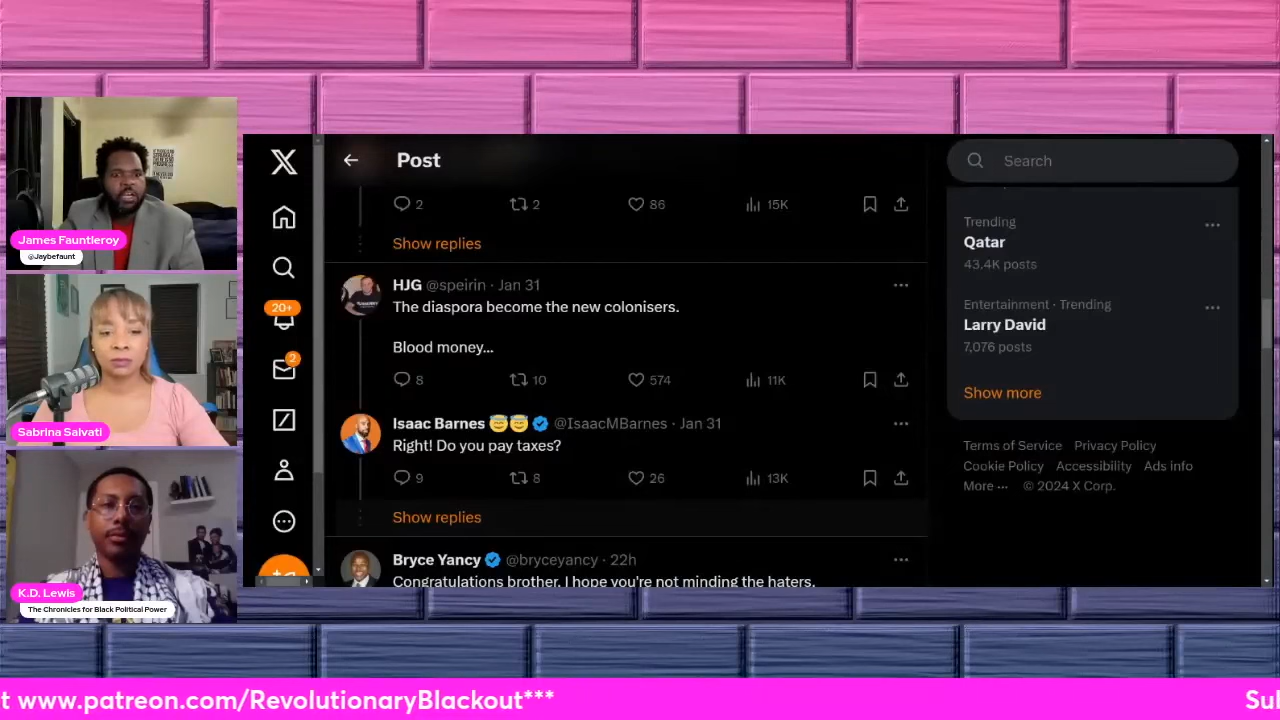 James Fauntleroy
@Jaybefaunt
Sabrina Salvati
K.D. Lewis
The Chronicles for Black Political Power
20+
2
Post
2 2 86 15K
Show replies
HJG @speirin · Jan 31
The diaspora become the new colonisers.
Blood money...
8 10 574 11K
Isaac Barnes 😇😇 @IsaacMBarnes · Jan 31
Right! Do you pay taxes?
9 8 26 13K
Show replies
Bryce Yancy @bryceyancy · 22h
Congratulations brother. I hope you're not minding the haters.
Search
Trending
Qatar
43.4K posts
Entertainment · Trending
Larry David
7,076 posts
Show more
Terms of Service Privacy Policy
Cookie Policy Accessibility Ads info
More ··· © 2024 X Corp.
t www.patreon.com/RevolutionaryBlackout*** Sul